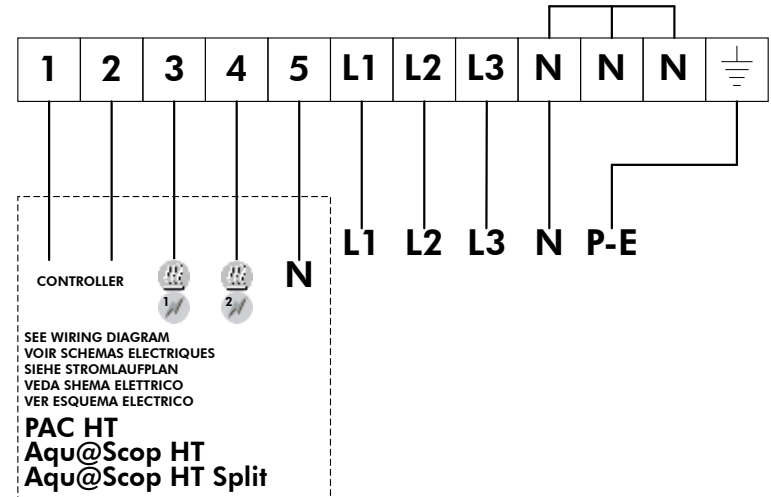 1 2 3 4 5 L1 L2 L3 N N N
L1 L2 L3 N P-E
CONTROLLER
1 2 N
SEE WIRING DIAGRAM
VOIR SCHEMAS ELECTRIQUES
SIEHE STROMLAUFPLAN
VEDA SHEMA ELETTRICO
VER ESQUEMA ELECTRICO
PAC HT
Aqu@Scop HT
Aqu@Scop HT Split